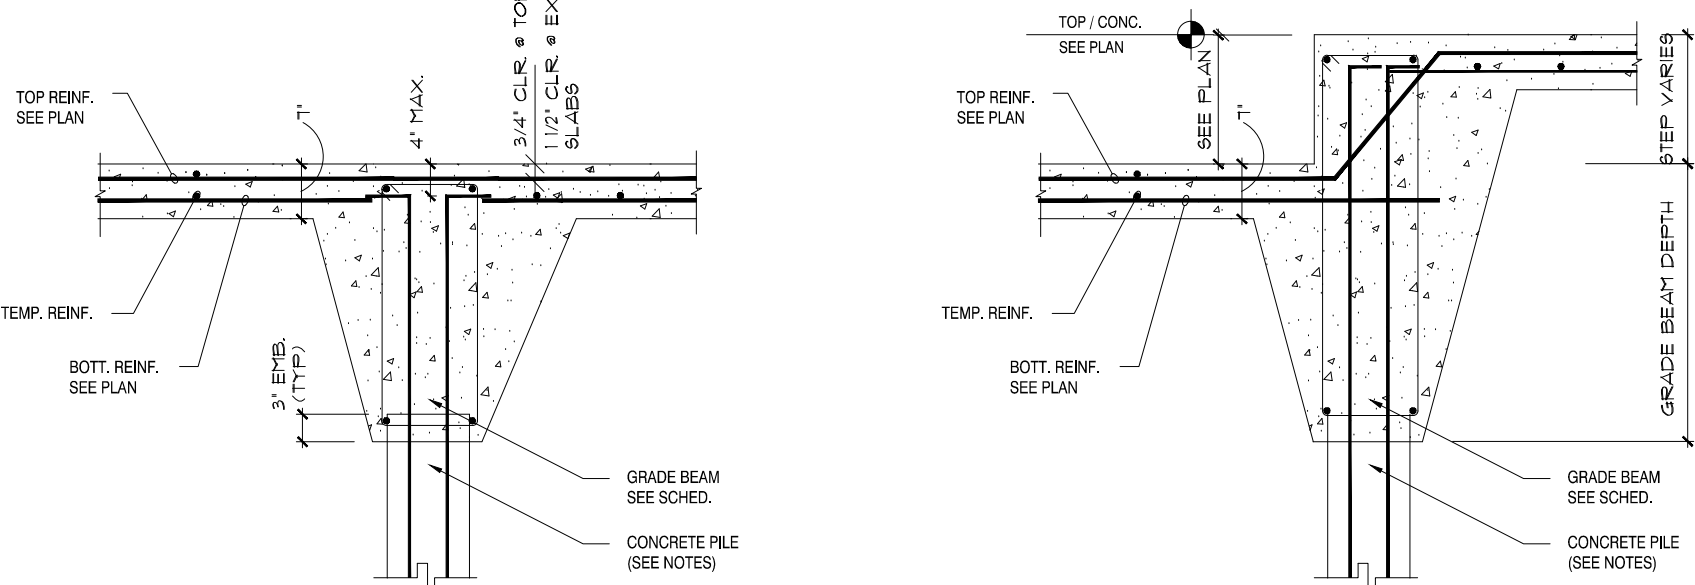 TOP REINF.
SEE PLAN
7"
4" MAX.
3/4" CLR. @ TO
1 1/2" CLR. @ EX
SLABS
TEMP. REINF.
BOTT. REINF.
SEE PLAN
3" EMB.
(TYP)
GRADE BEAM
SEE SCHED.
CONCRETE PILE
(SEE NOTES)
TOP / CONC.
SEE PLAN
SEE PLAN
TOP REINF.
SEE PLAN
7"
STEP VARIES
TEMP. REINF.
BOTT. REINF.
SEE PLAN
GRADE BEAM DEPTH
GRADE BEAM
SEE SCHED.
CONCRETE PILE
(SEE NOTES)